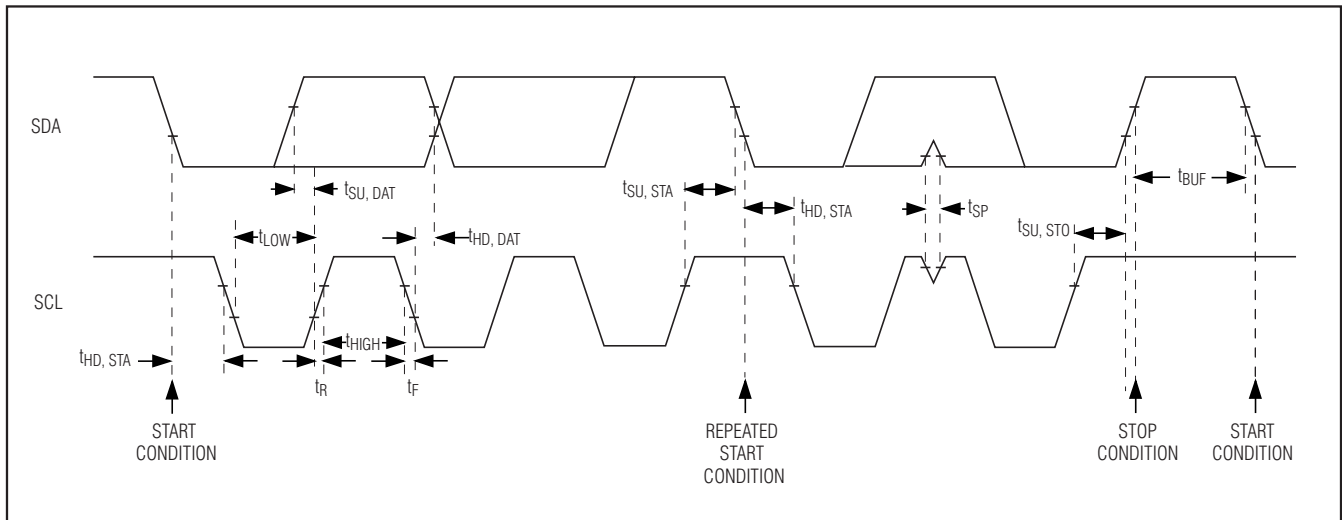 SDA
tSU, DAT
tSU, STA
tHD, STA
tSP
tBUF
tLOW
tHD, DAT
tSU, STO
SCL
tHIGH
tHD, STA
tR
tF
START
CONDITION
REPEATED
START
CONDITION
STOP
CONDITION
START
CONDITION